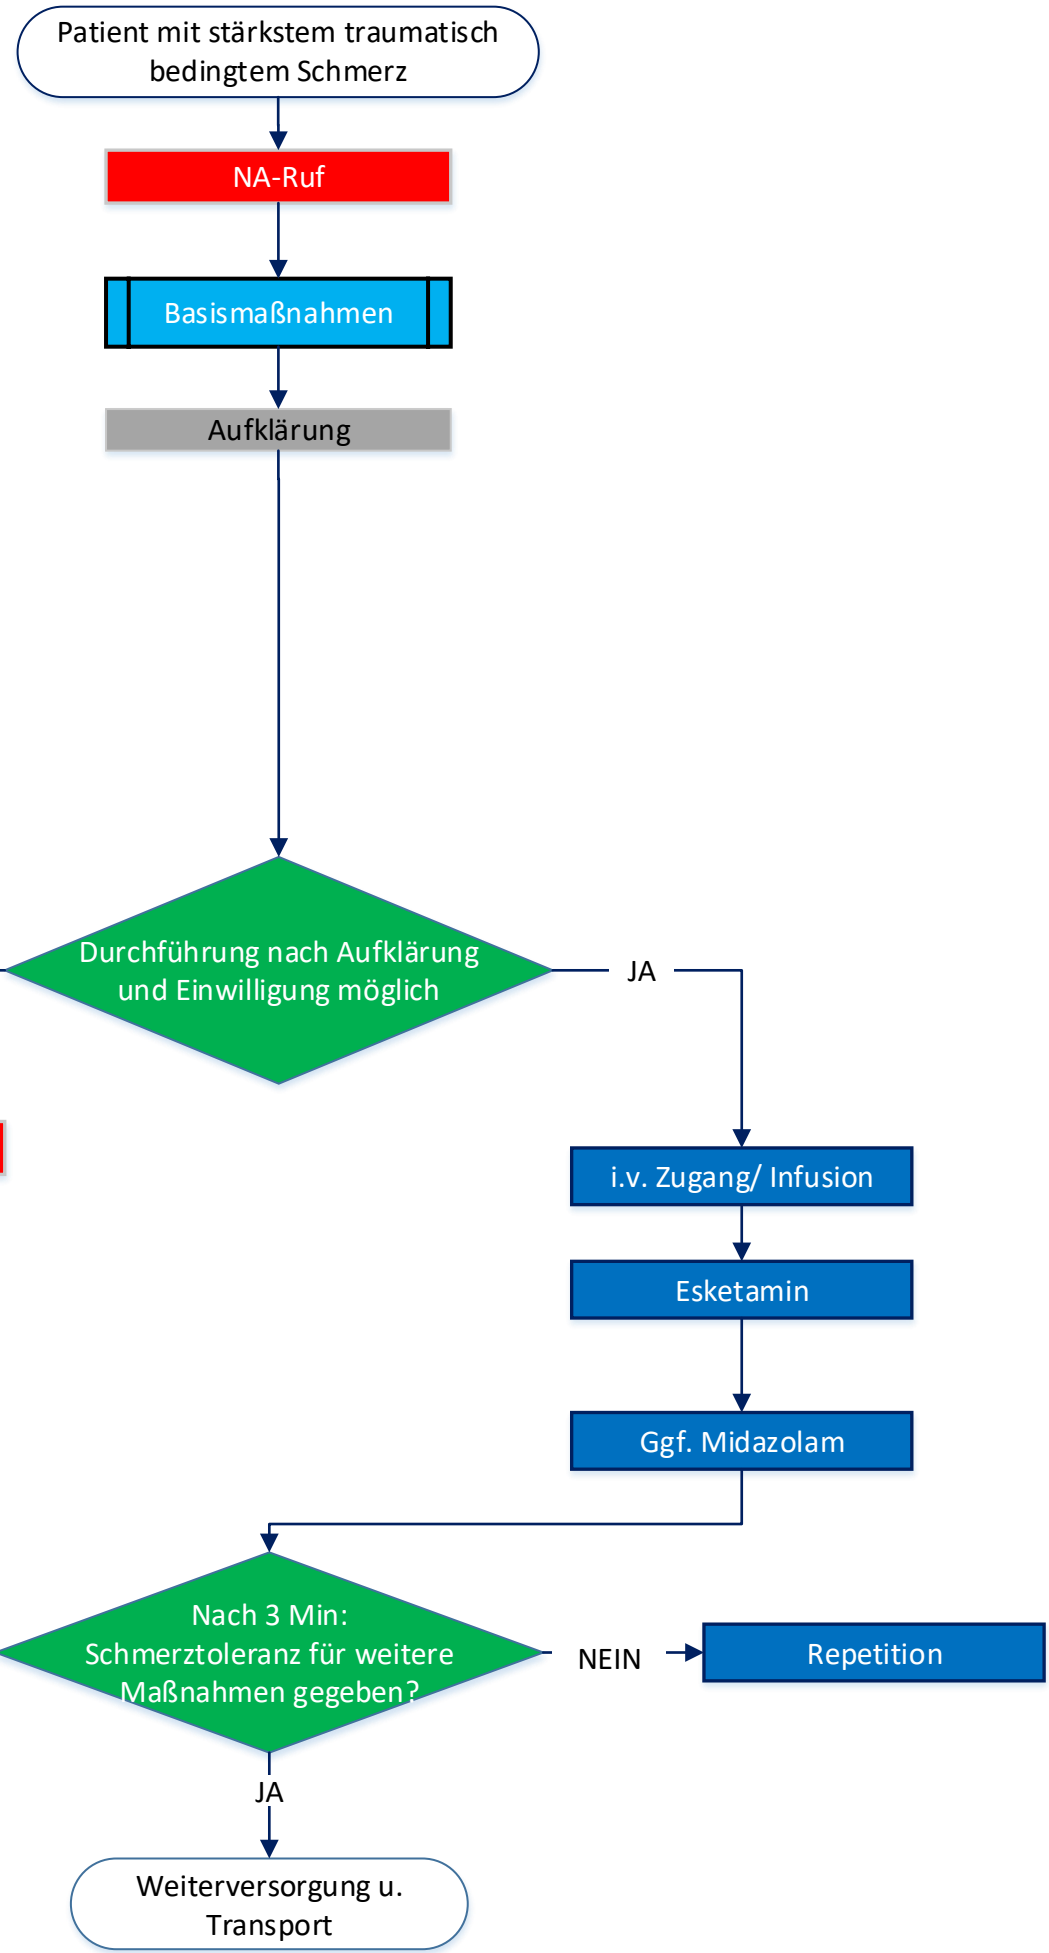 Patient mit stärkstem traumatisch
bedingtem Schmerz
NA-Ruf
Basismaßnahmen
Aufklärung
Durchführung nach Aufklärung
und Einwilligung möglich
JA
i.v. Zugang/ Infusion
Esketamin
Ggf. Midazolam
Nach 3 Min:
Schmerztoleranz für weitere
Maßnahmen gegeben?
NEIN
Repetition
JA
Weiterversorgung u.
Transport